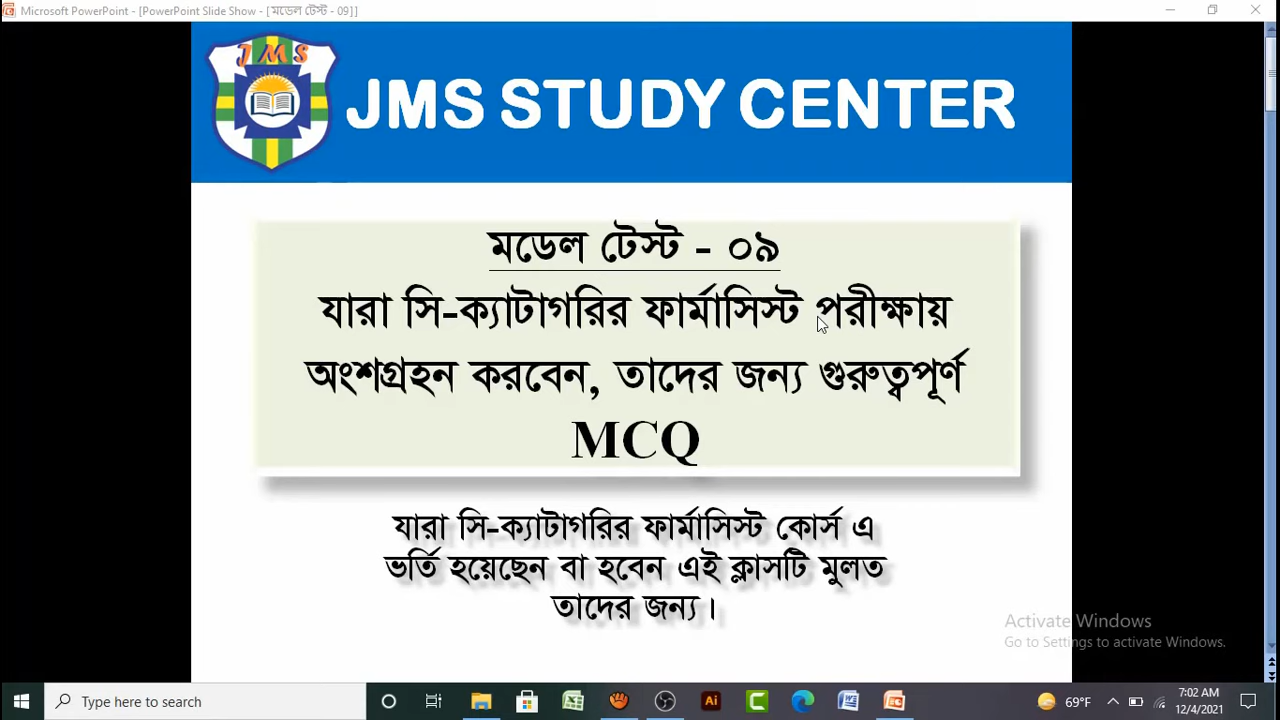 Microsoft PowerPoint - [PowerPoint Slide Show - [ মডেল টেস্ট - 09]]
JMS
JMS STUDY CENTER
মডেল টেস্ট - ০৯
যারা সি-ক্যাটাগরির ফার্মাসিস্ট পরীক্ষায়
অংশগ্রহন করবেন, তাদের জন্য গুরুত্বপূর্ণ
MCQ
যারা সি-ক্যাটাগরির ফার্মাসিস্ট কোর্স এ
ভর্তি হয়েছেন বা হবেন এই ক্লাসটি মুলত
তাদের জন্য।
Activate Windows
Go to Settings to activate Windows.
Type here to search
Ai
69°F
7:02 AM
12/4/2021